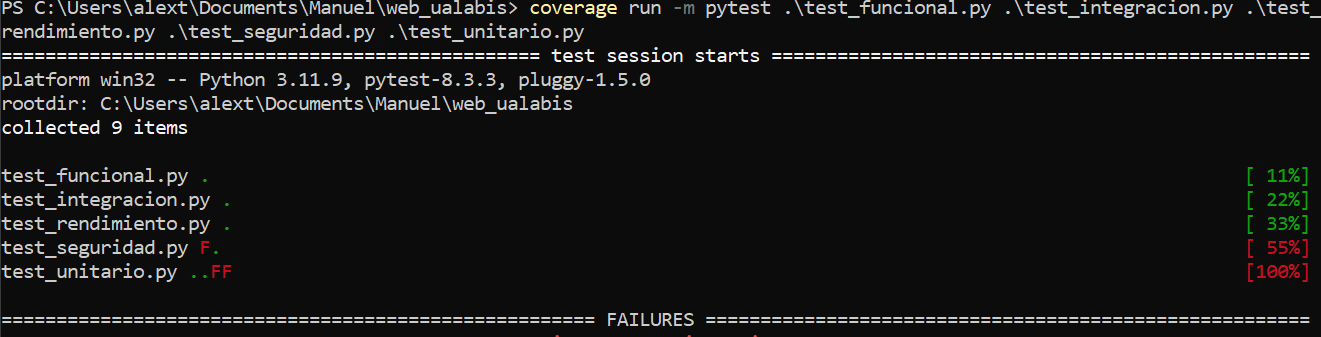 PS C:\Users\alext\Documents\Manuel\web_ualabis> coverage run -m pytest .\test_funcional.py .\test_integracion.py .\test_
rendimiento.py .\test_seguridad.py .\test_unitario.py
================================================= test session starts =================================================
platform win32 -- Python 3.11.9, pytest-8.3.3, pluggy-1.5.0
rootdir: C:\Users\alext\Documents\Manuel\web_ualabis
collected 9 items
test_funcional.py . [ 11%]
test_integracion.py . [ 22%]
test_rendimiento.py . [ 33%]
test_seguridad.py F. [ 55%]
test_unitario.py ..FF [100%]
====================================================== FAILURES =======================================================